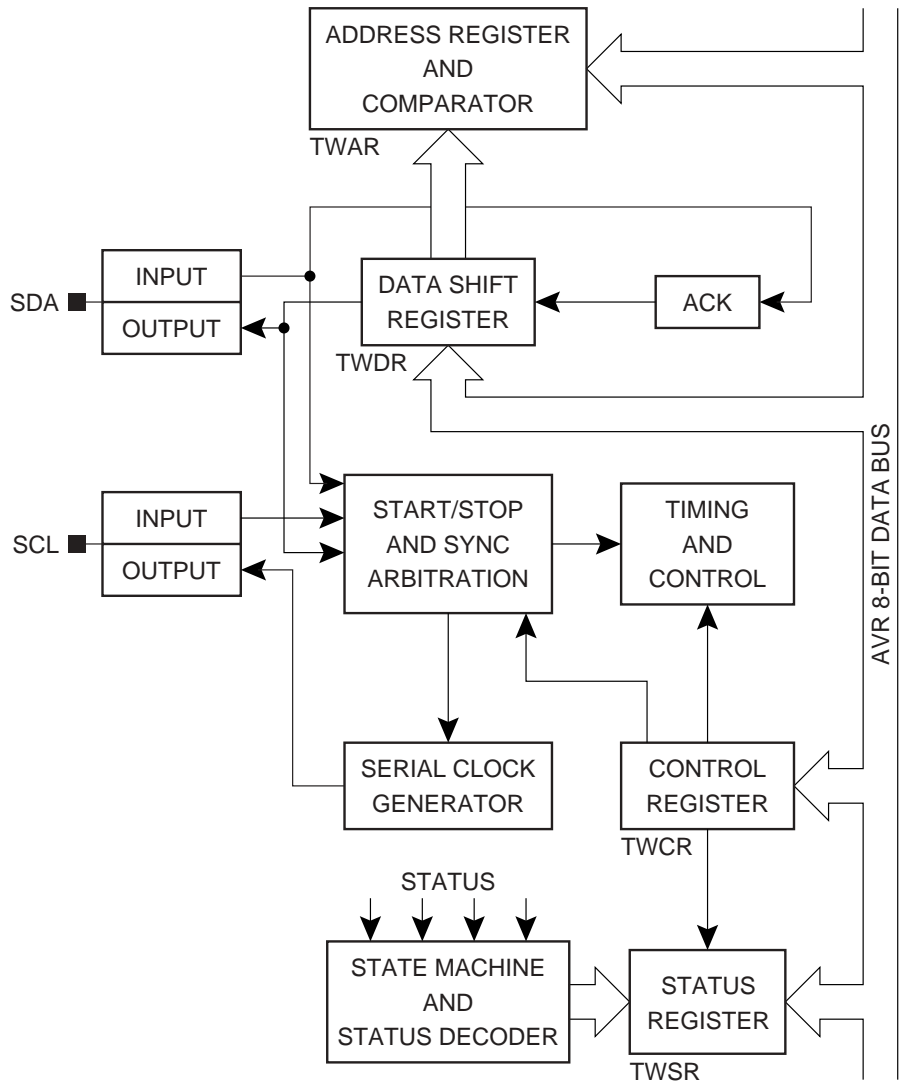 ADDRESS REGISTER
AND
COMPARATOR
TWAR
INPUT
SDA
OUTPUT
DATA SHIFT
REGISTER
TWDR
ACK
INPUT
SCL
OUTPUT
START/STOP
AND SYNC
ARBITRATION
TIMING
AND
CONTROL
AVR 8-BIT DATA BUS
SERIAL CLOCK
GENERATOR
CONTROL
REGISTER
TWCR
STATUS
STATE MACHINE
AND
STATUS DECODER
STATUS
REGISTER
TWSR